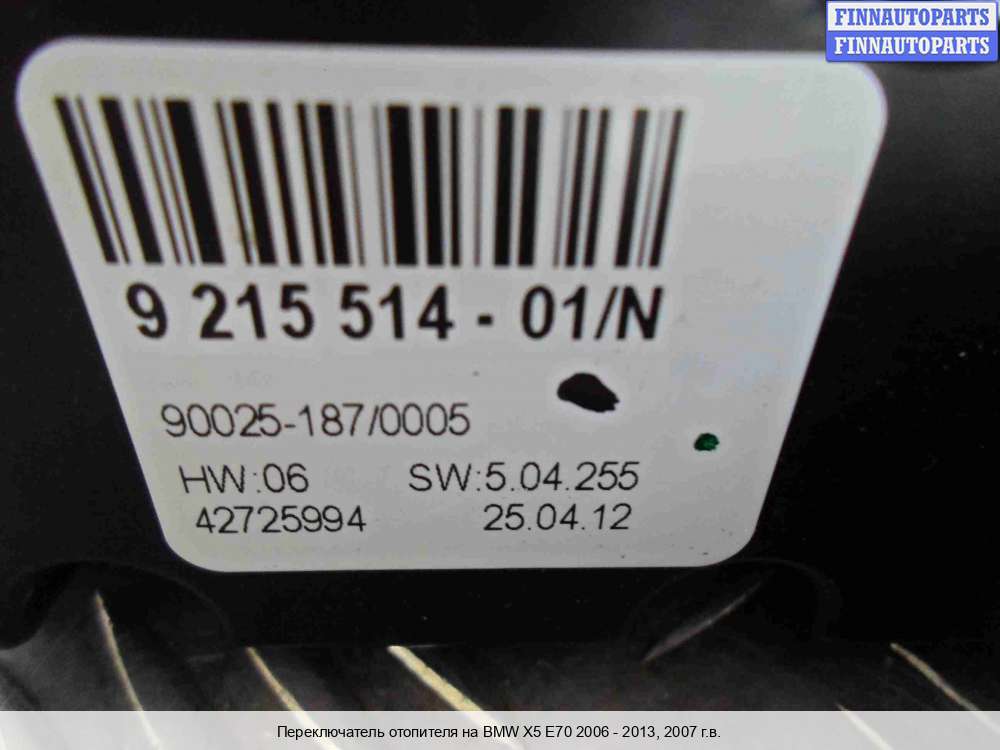 FINNAUTOPARTS
FINNAUTOPARTS
9 215 514 - 01/N
90025-187/0005
HW:06 SW:5.04.255
42725994 25.04.12
Переключатель отопителя на BMW X5 E70 2006 - 2013, 2007 г.в.